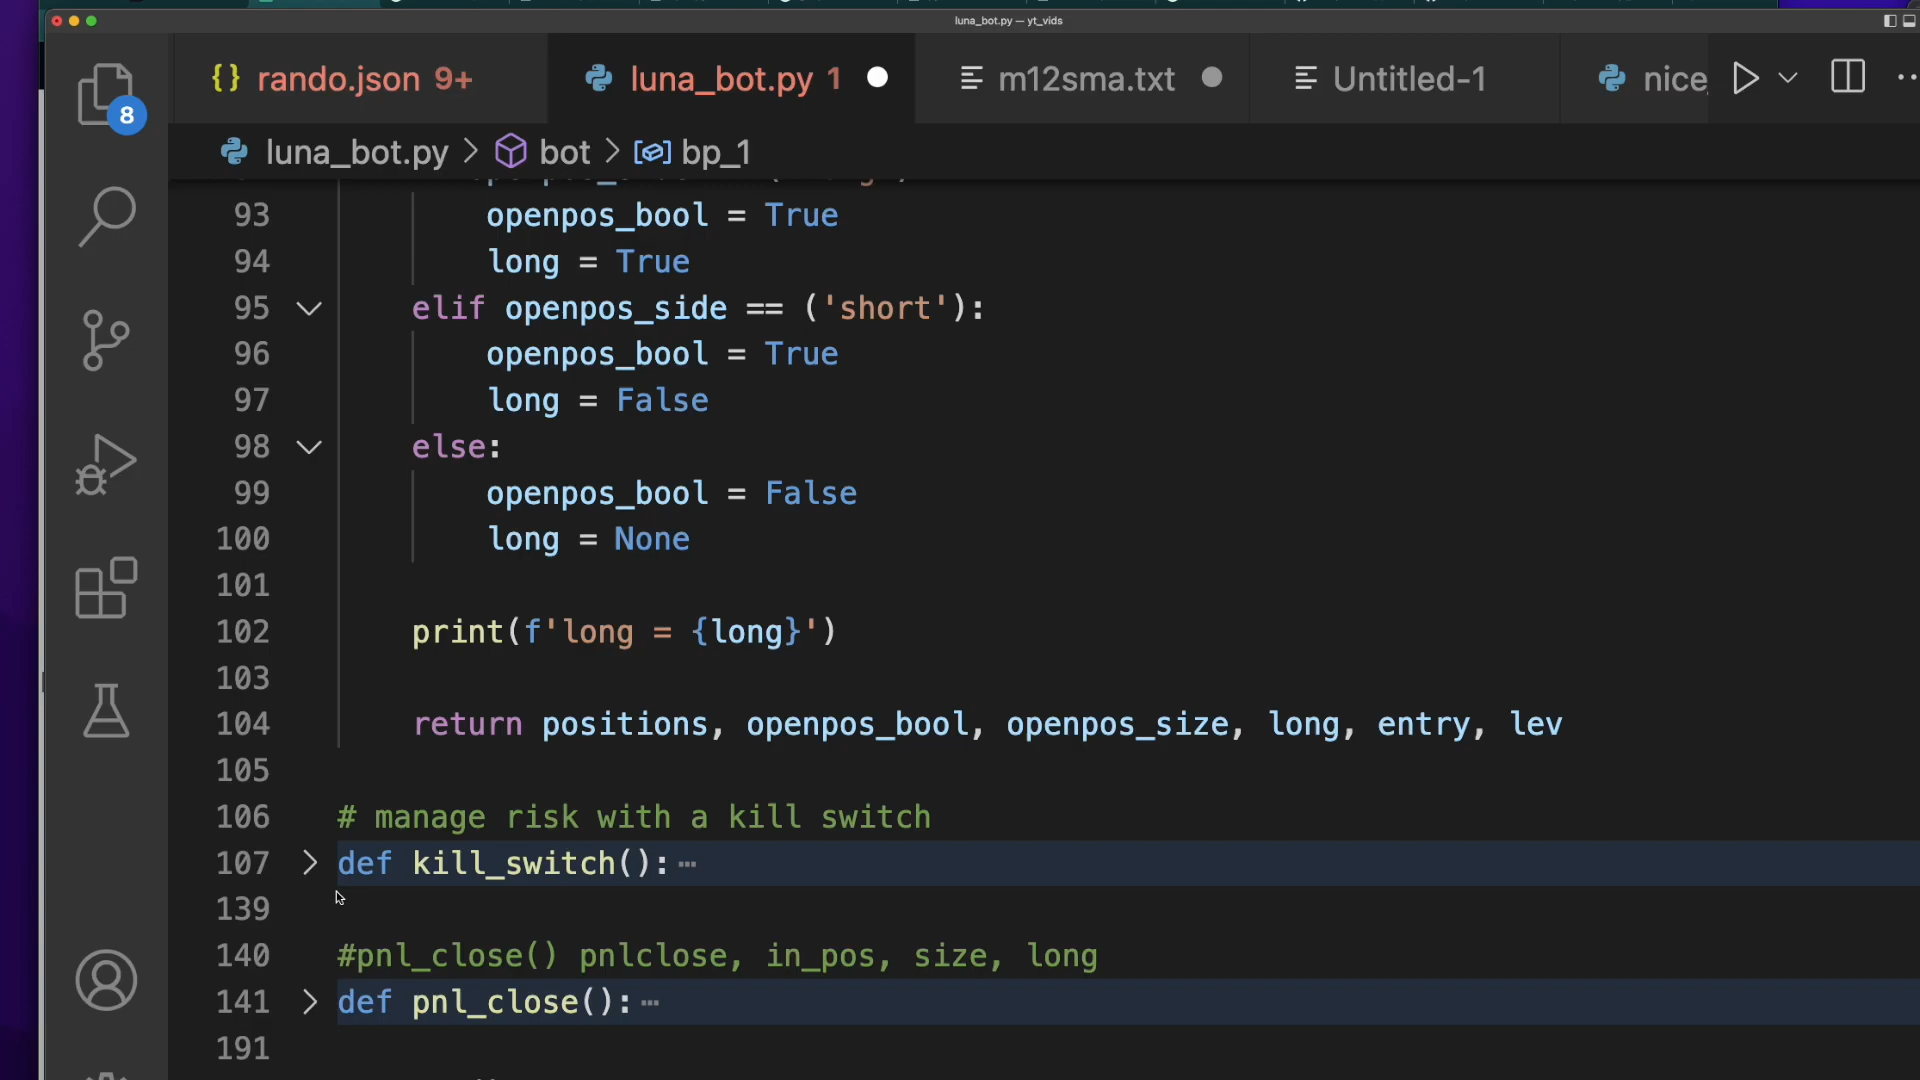 luna_bot.py — yt_vids
{} rando.json 9+
luna_bot.py 1
m12sma.txt
Untitled-1
nice
8
luna_bot.py > bot > bp_1
93 openpos_bool = True
94 long = True
95 elif openpos_side == ('short'):
96 openpos_bool = True
97 long = False
98 else:
99 openpos_bool = False
100 long = None
101
102 print(f'long = {long}')
103
104 return positions, openpos_bool, openpos_size, long, entry, lev
105
106 # manage risk with a kill switch
107 def kill_switch():…
139
140 #pnl_close() pnlclose, in_pos, size, long
141 def pnl_close():…
191